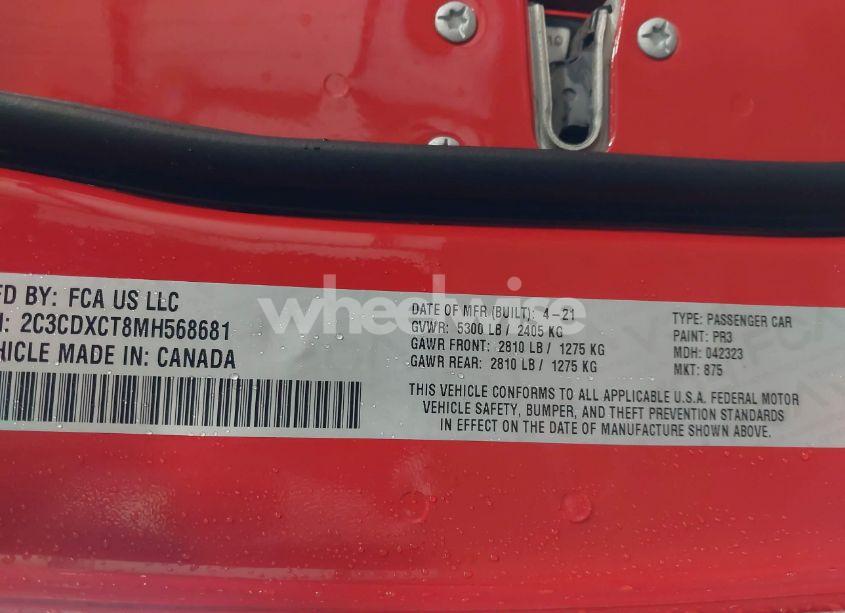 FD BY: FCA US LLC
: 2C3CDXCT8MH568681
HICLE MADE IN: CANADA
DATE OF MFR (BUILT): 4-21
GVWR: 5300 LB / 2405 KG
GAWR FRONT: 2810 LB / 1275 KG
GAWR REAR: 2810 LB / 1275 KG
TYPE: PASSENGER CAR
PAINT: PR3
MDH: 042323
MKT: 875
THIS VEHICLE CONFORMS TO ALL APPLICABLE U.S.A. FEDERAL MOTOR
VEHICLE SAFETY, BUMPER, AND THEFT PREVENTION STANDARDS
IN EFFECT ON THE DATE OF MANUFACTURE SHOWN ABOVE.
wheelwise